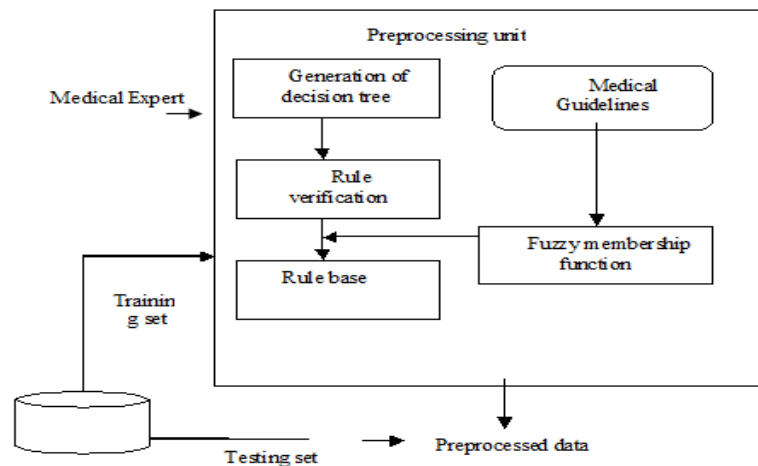 Preprocessing unit
Generation of
decision tree
Medical Expert
Medical
Guidelines
Rule
verification
Fuzzy membership
function
Rule base
Trainin
g set
Testing set
Preprocessed data